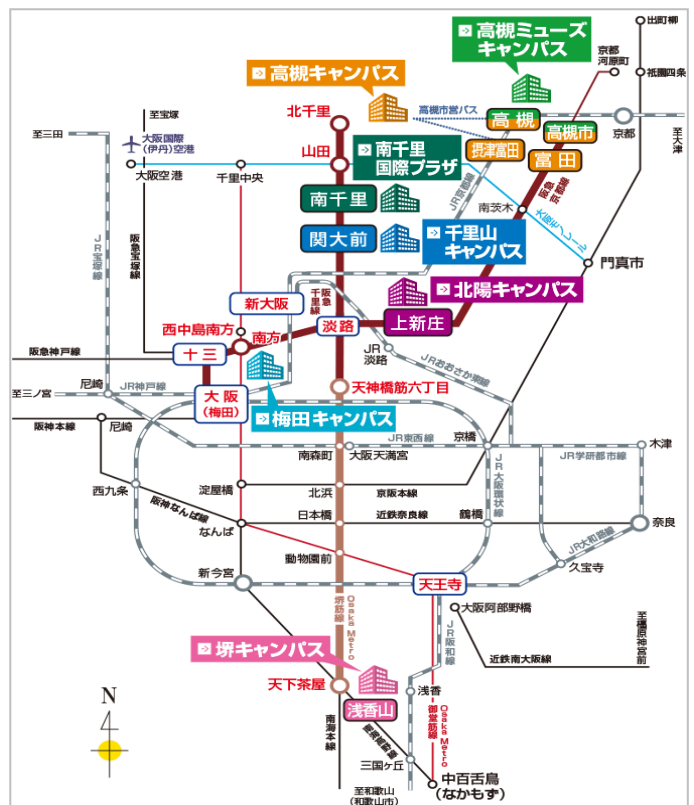 高槻ミューズ
キャンパス
出町柳
京都
河原町
祇園四条
高槻キャンパス
至宝塚
北千里
高槻市営バス
高槻
高槻市
京都
至大津
至三田
大阪国際
(伊丹)空港
山田
南千里
国際プラザ
摂津富田
富田
大阪空港
千里中央
JR京都線
阪急
京都線
南千里
南茨木
大阪モノレール
関大前
千里山
キャンパス
門真市
JR宝塚線
阪急宝塚線
北陽キャンパス
新大阪
阪急
千里線
西中島南方
南方
淡路
上新庄
阪急神戸線
十三
JR
淡路
JRおおさか東線
至三ノ宮
尼崎
JR神戸線
大阪
(梅田)
天神橋筋六丁目
阪神本線
尼崎
梅田キャンパス
南森町
大阪天満宮
JR東西線
京橋
木津
JR学研都市線
西九条
淀屋橋
北浜
京阪本線
JR大阪環状線
阪神なんば線
なんば
日本橋
近鉄奈良線
鶴橋
奈良
JR大和路線
動物園前
久宝寺
新今宮
天王寺
Osaka Metro
堺筋線
大阪阿部野橋
至橿原神宮前
JR阪和線
近鉄南大阪線
堺キャンパス
天下茶屋
浅香
浅香山
N
南海本線
Osaka Metro
御堂筋線
三国ヶ丘
中百舌鳥
(なかもず)
至和歌山
(和歌山市)